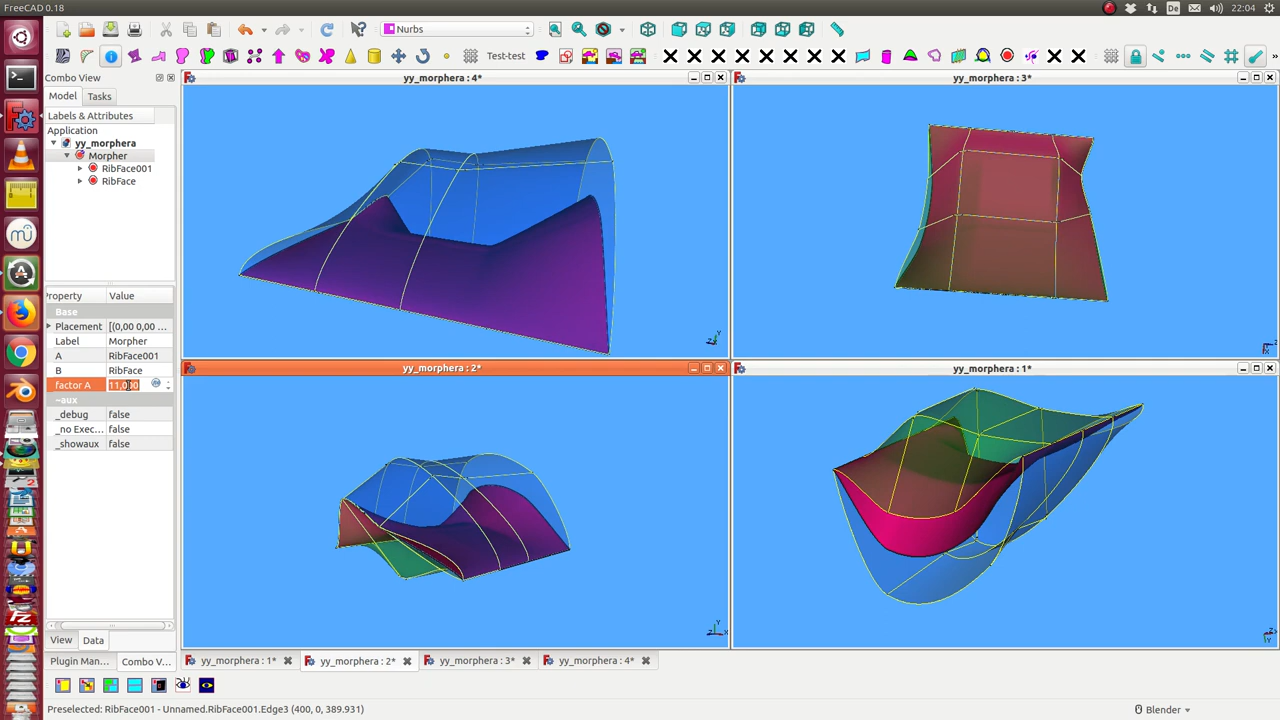 FreeCAD 0.18
De
22:04
Nurbs
Test-test
Combo View
Model
Tasks
Labels & Attributes
Application
yy_morphera
Morpher
RibFace001
RibFace
Property
Value
Base
Placement
[(0,00 0,00 ...
Label
Morpher
A
RibFace001
B
RibFace
factor A
11,000
~aux
_debug
false
_no Exec...
false
_showaux
false
View
Data
Plugin Man...
Combo V...
yy_morphera : 4*
yy_morphera : 3*
yy_morphera : 2*
yy_morphera : 1*
yy_morphera : 1*
yy_morphera : 2*
yy_morphera : 3*
yy_morphera : 4*
Preselected: RibFace001 - Unnamed.RibFace001.Edge3 (400, 0, 389.931)
Blender